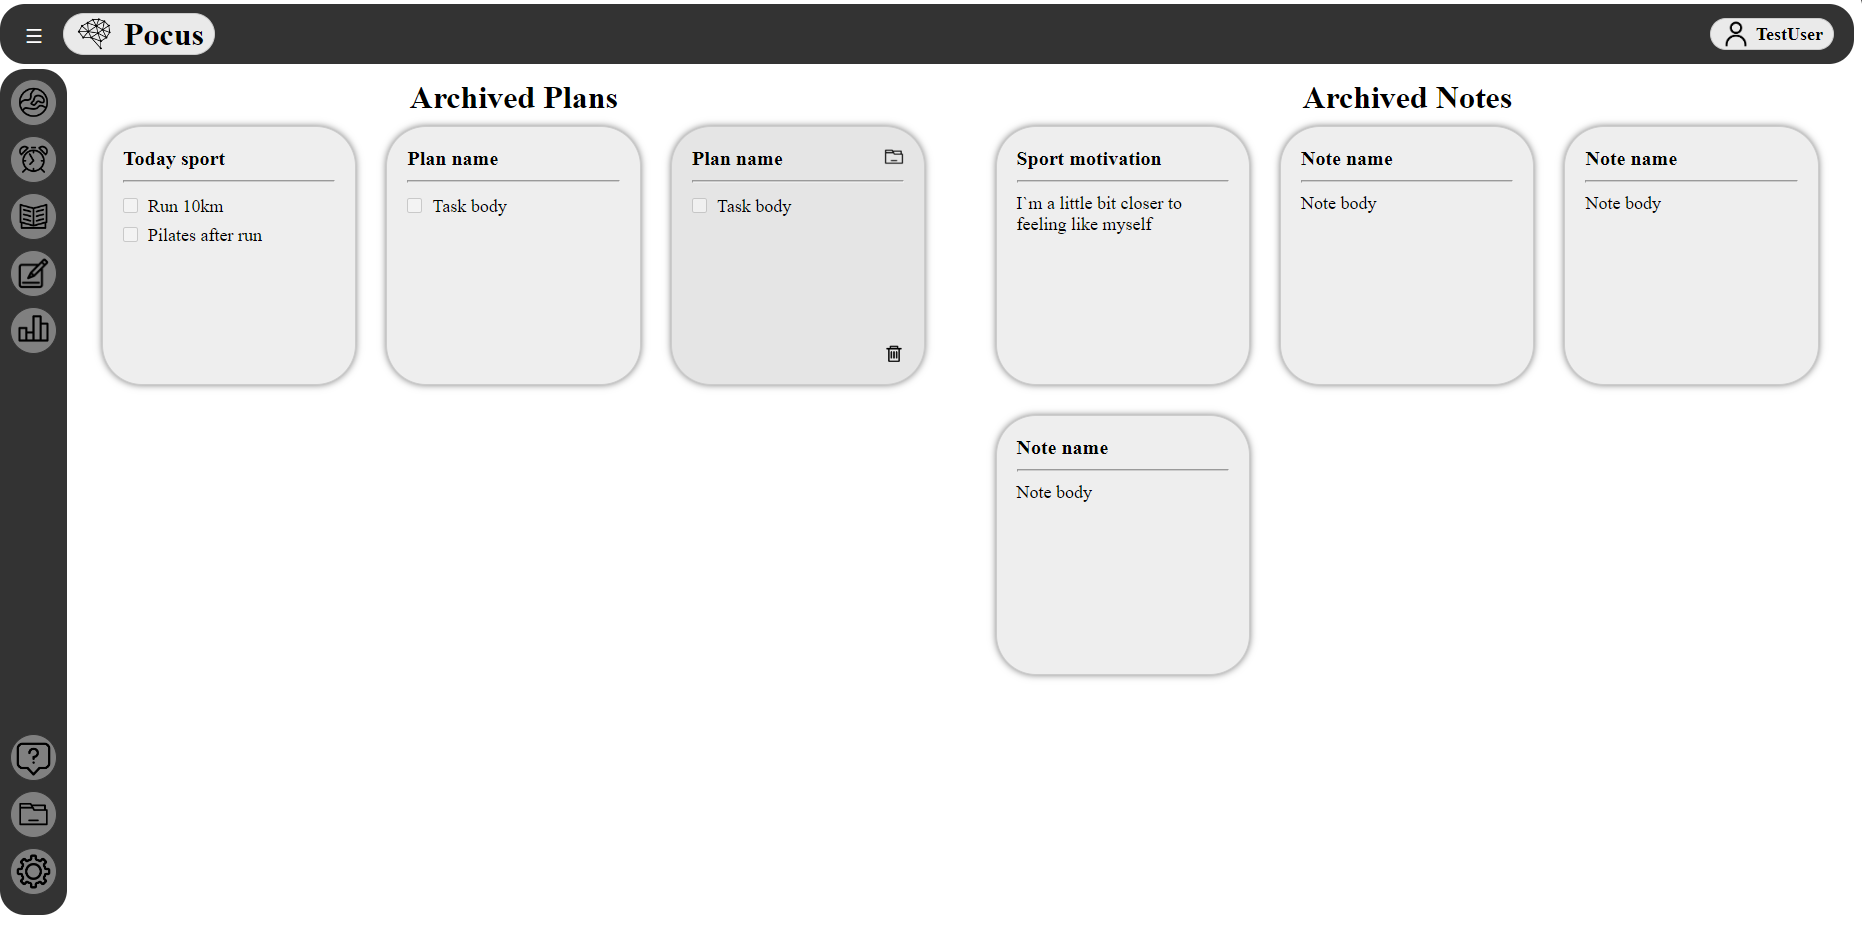 ☰ Pocus
TestUser
Archived Plans
Today sport
Run 10km
Pilates after run
Plan name
Task body
Plan name
Task body
Archived Notes
Sport motivation
I`m a little bit closer to
feeling like myself
Note name
Note body
Note name
Note body
Note name
Note body